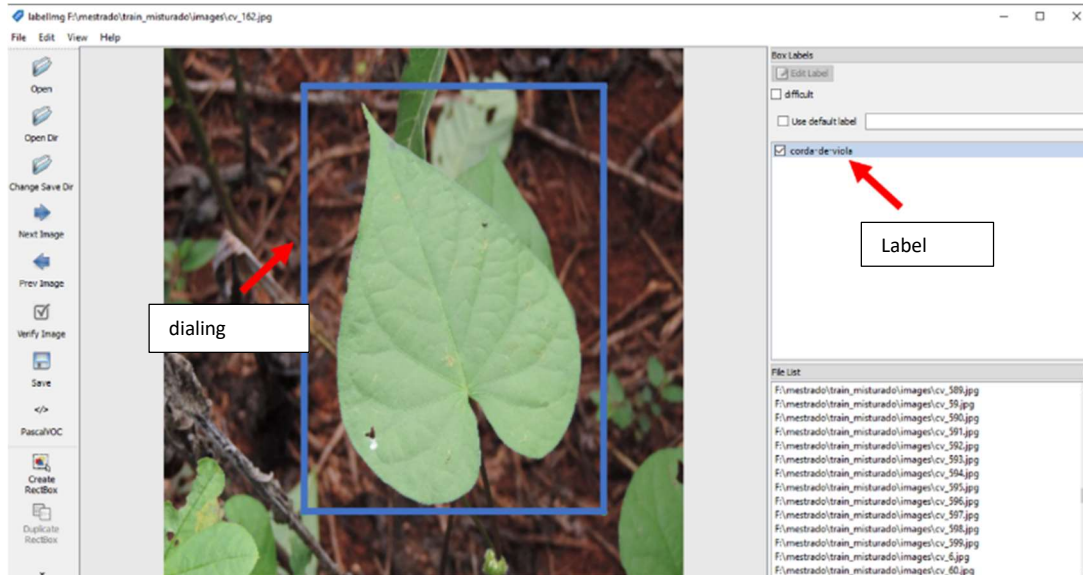 labelImg F:\mestrado\train_misturado\images\cv_162.jpg
File Edit View Help
Open
Open Dir
Change Save Dir
Next Image
Prev Image
Verify Image
Save
</>
PascalVOC
Create
RectBox
Duplicate
RectBox
dialing
Box Labels
Edit Label
difficult
Use default label
corda-de-viola
Label
File List
F:\mestrado\train_misturado\images\cv_589.jpg
F:\mestrado\train_misturado\images\cv_59.jpg
F:\mestrado\train_misturado\images\cv_590.jpg
F:\mestrado\train_misturado\images\cv_591.jpg
F:\mestrado\train_misturado\images\cv_592.jpg
F:\mestrado\train_misturado\images\cv_593.jpg
F:\mestrado\train_misturado\images\cv_594.jpg
F:\mestrado\train_misturado\images\cv_595.jpg
F:\mestrado\train_misturado\images\cv_596.jpg
F:\mestrado\train_misturado\images\cv_597.jpg
F:\mestrado\train_misturado\images\cv_598.jpg
F:\mestrado\train_misturado\images\cv_599.jpg
F:\mestrado\train_misturado\images\cv_6.jpg
F:\mestrado\train_misturado\images\cv_60.jpg